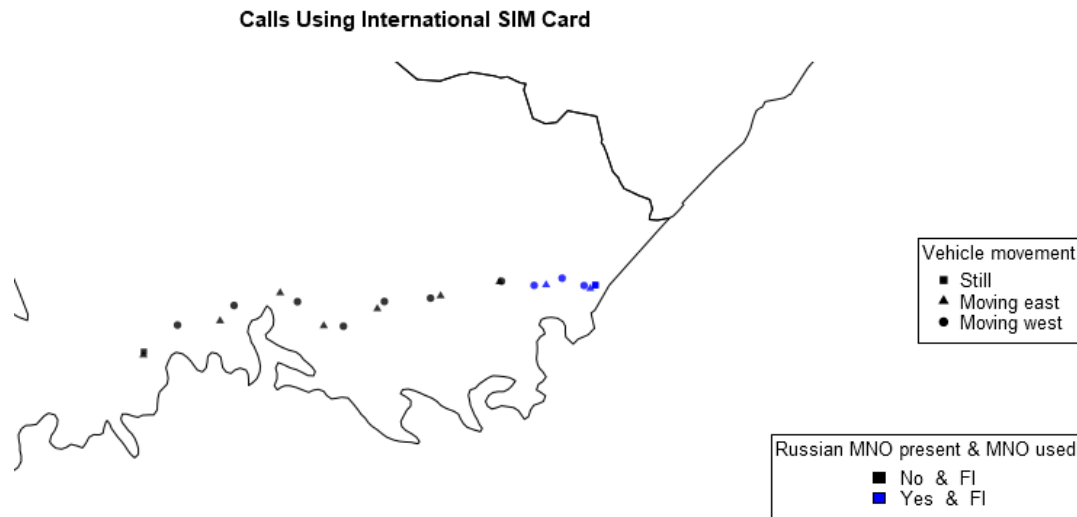 Calls Using International SIM Card
Vehicle movement
Still
Moving east
Moving west
Russian MNO present & MNO used
No & FI
Yes & FI